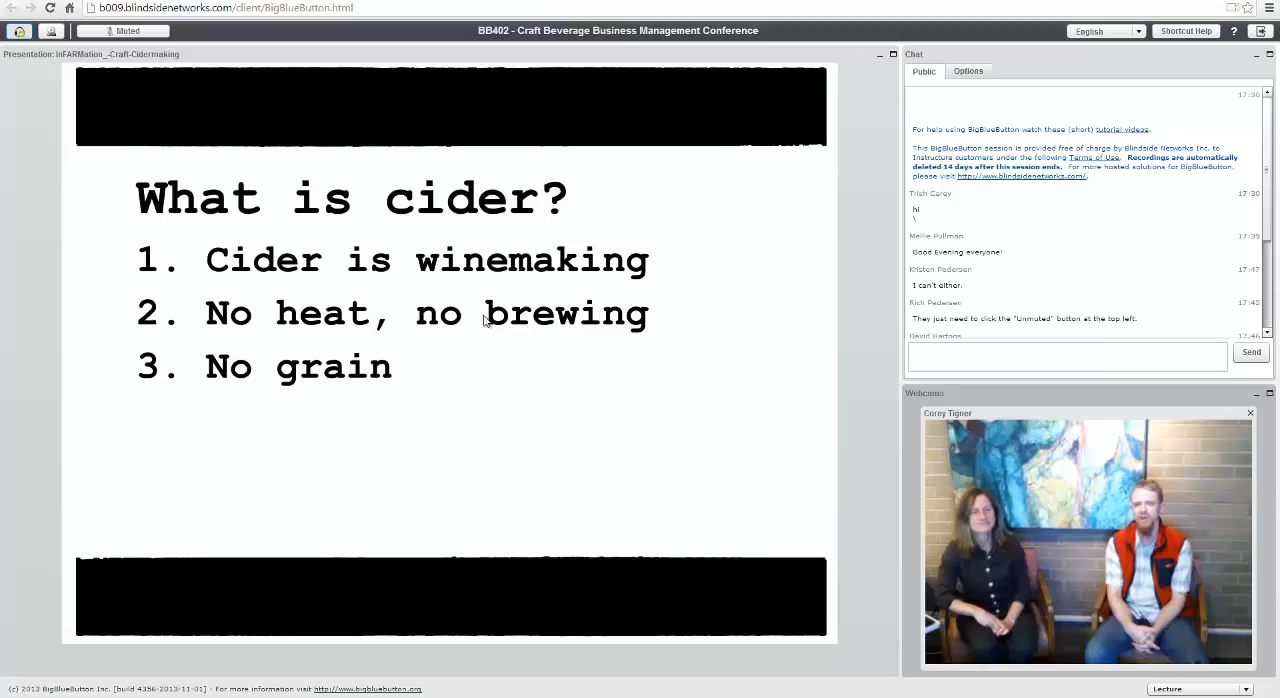 b009.blindsidenetworks.com/client/BigBlueButton.html
Muted
BB402 - Craft Beverage Business Management Conference
English
Shortcut Help
?
Presentation: InFARMation_-Craft-Cidermaking
What is cider?
1. Cider is winemaking
2. No heat, no brewing
3. No grain
Chat
Public
Options
17:30
For help using BigBlueButton watch these (short) tutorial videos.
This BigBlueButton session is provided free of charge by Blindside Networks Inc. to
Instructure customers under the following Terms of Use. Recordings are automatically
deleted 14 days after this session ends. For more hosted solutions for BigBlueButton,
please visit http://www.blindsidenetworks.com/.
Trish Carey 17:30
hi
\
Mellie Pullman 17:39
Good Evening everyone!
Kristen Pedersen 17:47
I can't either.
Rich Pedersen 17:45
They just need to click the "Unmuted" button at the top left.
David Bartogs 17:46
Send
Webcams
Corey Tigner
(c) 2013 BigBlueButton Inc. [build 4356-2013-11-01] - For more information visit http://www.bigbluebutton.org
Lecture